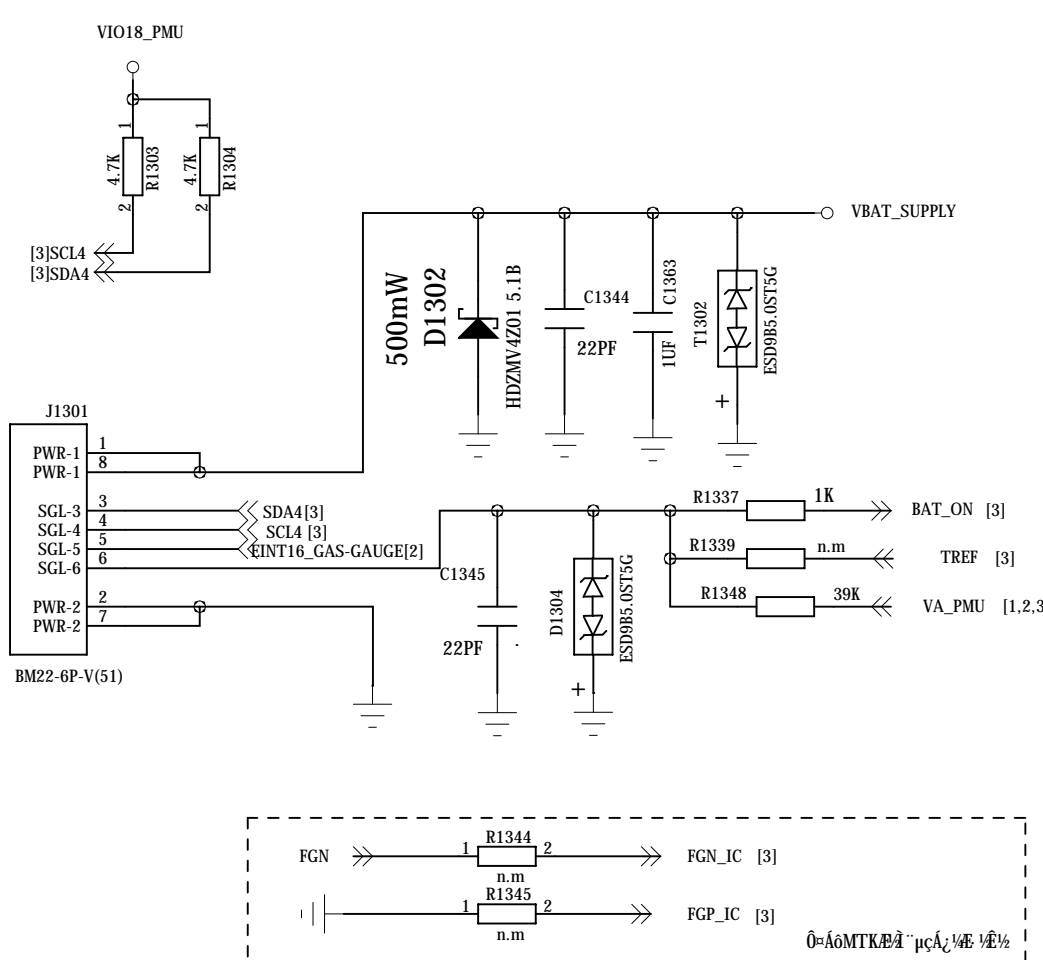 VIO18_PMU
1
4.7K
R1303
2
1
4.7K
R1304
2
[3]SCL4
[3]SDA4
VBAT_SUPPLY
500mW
D1302
HDZMV4Z01 5.1B
C1344
22PF
C1363
1UF
T1302
ESD9B5.0ST5G
+
J1301
PWR-1 1
PWR-1 8
SGL-3 3 SDA4[3]
SGL-4 4 SCL4 [3]
SGL-5 5 EINT16_GAS-GAUGE[2]
SGL-6 6
PWR-2 2
PWR-2 7
BM22-6P-V(51)
C1345
22PF
D1304
ESD9B5.0ST5G
+
R1337 1K BAT_ON [3]
R1339 n.m TREF [3]
R1348 39K VA_PMU [1,2,3
FGN 1 R1344 2 FGN_IC [3]
n.m
1 R1345 2 FGP_IC [3]
n.m